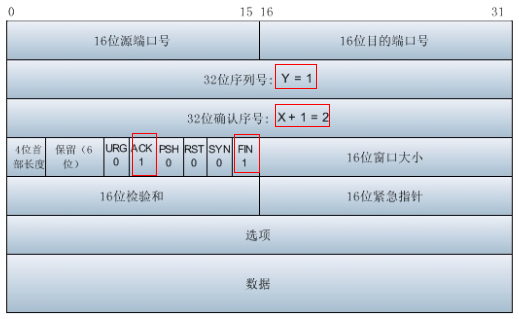 0 15 16 31
16位源端口号 16位目的端口号
32位序列号: Y = 1
32位确认序号: X + 1 = 2
4位首部长度 保留（6位） URG 0 ACK 1 PSH 0 RST 0 SYN 0 FIN 1 16位窗口大小
16位检验和 16位紧急指针
选项
数据